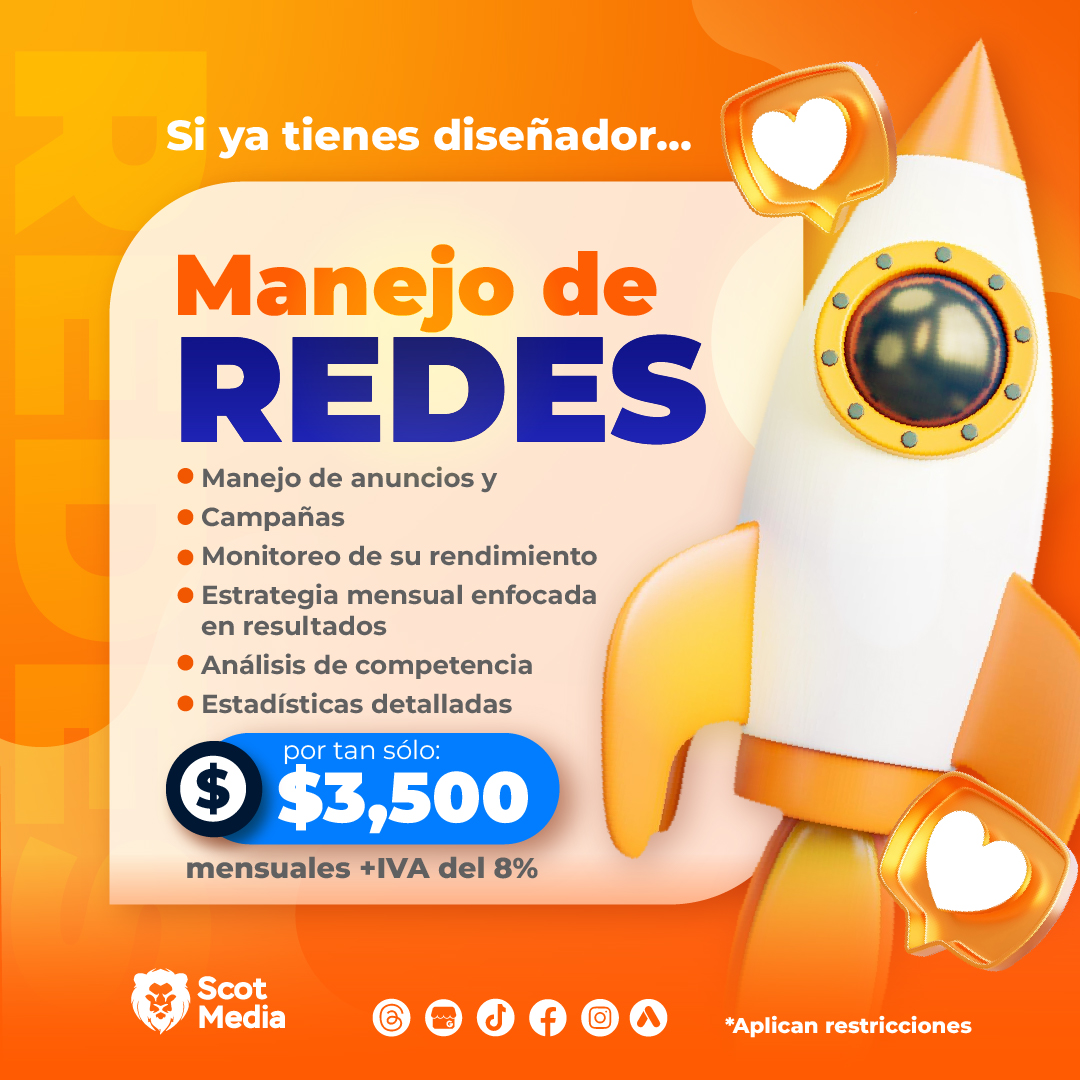 Si ya tienes diseñador...
Manejo de
REDES
Manejo de anuncios y
Campañas
Monitoreo de su rendimiento
Estrategia mensual enfocada
en resultados
Análisis de competencia
Estadísticas detalladas
$
por tan sólo:
$3,500
mensuales +IVA del 8%
Scot
Media
*Aplican restricciones
REDES